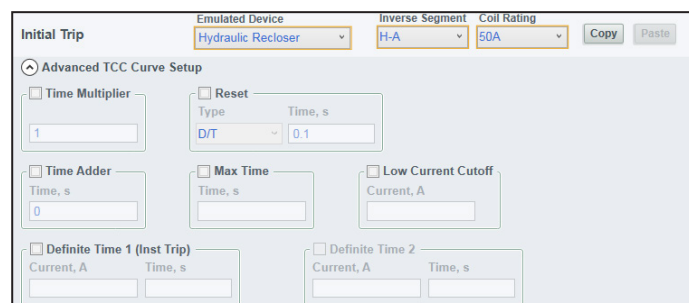 Emulated Device Inverse Segment Coil Rating
Initial Trip Hydraulic Recloser H-A 50A Copy Paste
Advanced TCC Curve Setup
Time Multiplier Reset
Type Time, s
1 D/T 0.1
Time Adder Max Time Low Current Cutoff
Time, s Time, s Current, A
0
Definite Time 1 (Inst Trip) Definite Time 2
Current, A Time, s Current, A Time, s